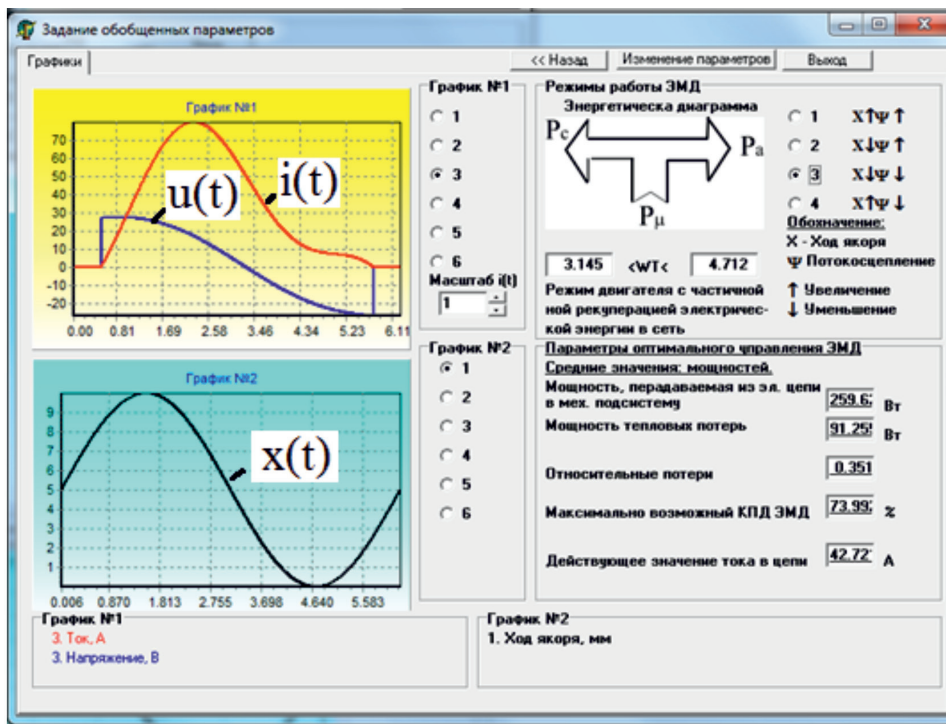 Задание обобщенных параметров
Графики
<< Назад
Изменение параметров
Выход
График №1
70
60
50
40
30
20
10
0
-10
-20
0.00 0.81 1.69 2.58 3.46 4.34 5.23 6.11
u(t)
i(t)
График №2
9
8
7
6
5
4
3
2
1
0.006 0.870 1.813 2.755 3.698 4.640 5.583
x(t)
График №1
1
2
3
4
5
6
Масштаб i(t)
1
График №2
1
2
3
4
5
6
Режимы работы ЭМД
Энергетическа диаграмма
Pc
Pa
Pμ
3.145 <WT< 4.712
Режим двигателя с частичной
ной рекуперацией электричес-
кой энергии в сеть
1 X↑Ψ↑
2 X↓Ψ↑
3 X↓Ψ↓
4 X↑Ψ↓
Обозначение:
X - Ход якоря
Ψ Потокосцепление
↑ Увеличение
↓ Уменьшение
Параметры оптимального управления ЭМД
Средние значения: мощностей.
Мощность, перадаваемая из эл. цепи
в мех. подсистему
259.6 Вт
Мощность тепловых потерь
91.25 Вт
Относительные потери
0.351
Максимально возможный КПД ЭМД
73.99 %
Действующее значение тока в цепи
42.72 А
График №1
3. Ток, А
3. Напряжение, В
График №2
1. Ход якоря, мм